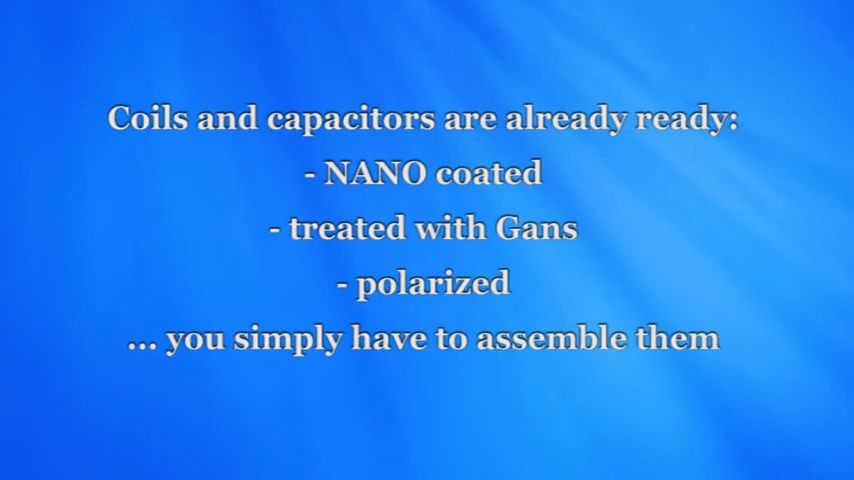 Coils and capacitors are already ready:
- NANO coated
- treated with Gans
- polarized
... you simply have to assemble them